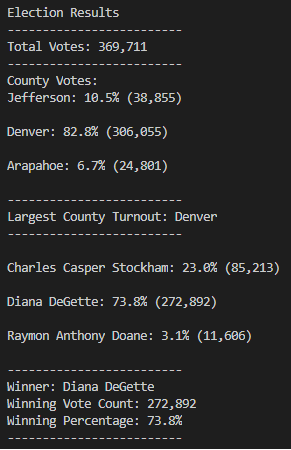 Election Results
-------------------------
Total Votes: 369,711
-------------------------
County Votes:
Jefferson: 10.5% (38,855)
Denver: 82.8% (306,055)
Arapahoe: 6.7% (24,801)
-------------------------
Largest County Turnout: Denver
-------------------------
Charles Casper Stockham: 23.0% (85,213)
Diana DeGette: 73.8% (272,892)
Raymon Anthony Doane: 3.1% (11,606)
-------------------------
Winner: Diana DeGette
Winning Vote Count: 272,892
Winning Percentage: 73.8%
-------------------------